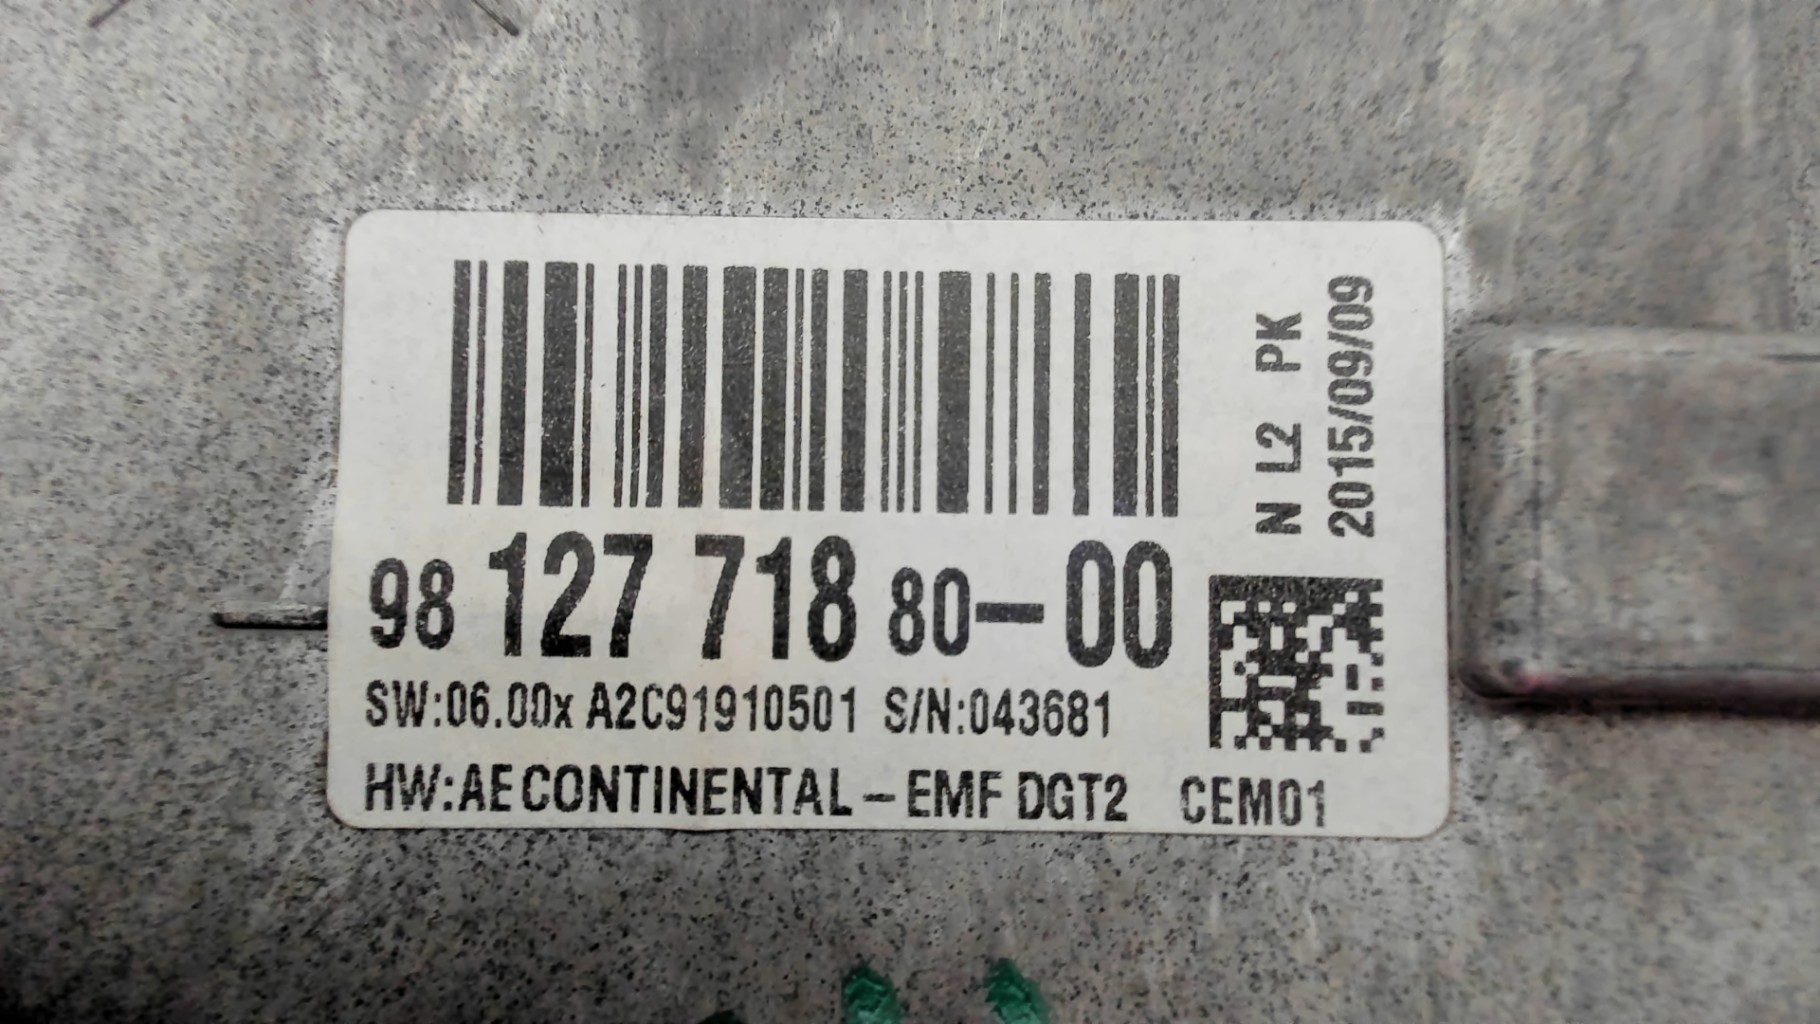 98 127 718 80-00
SW:06.00x A2C91910501 S/N:043681
HW:AE CONTINENTAL - EMF DGT2 CEM01
N L2 PK
2015/09/09